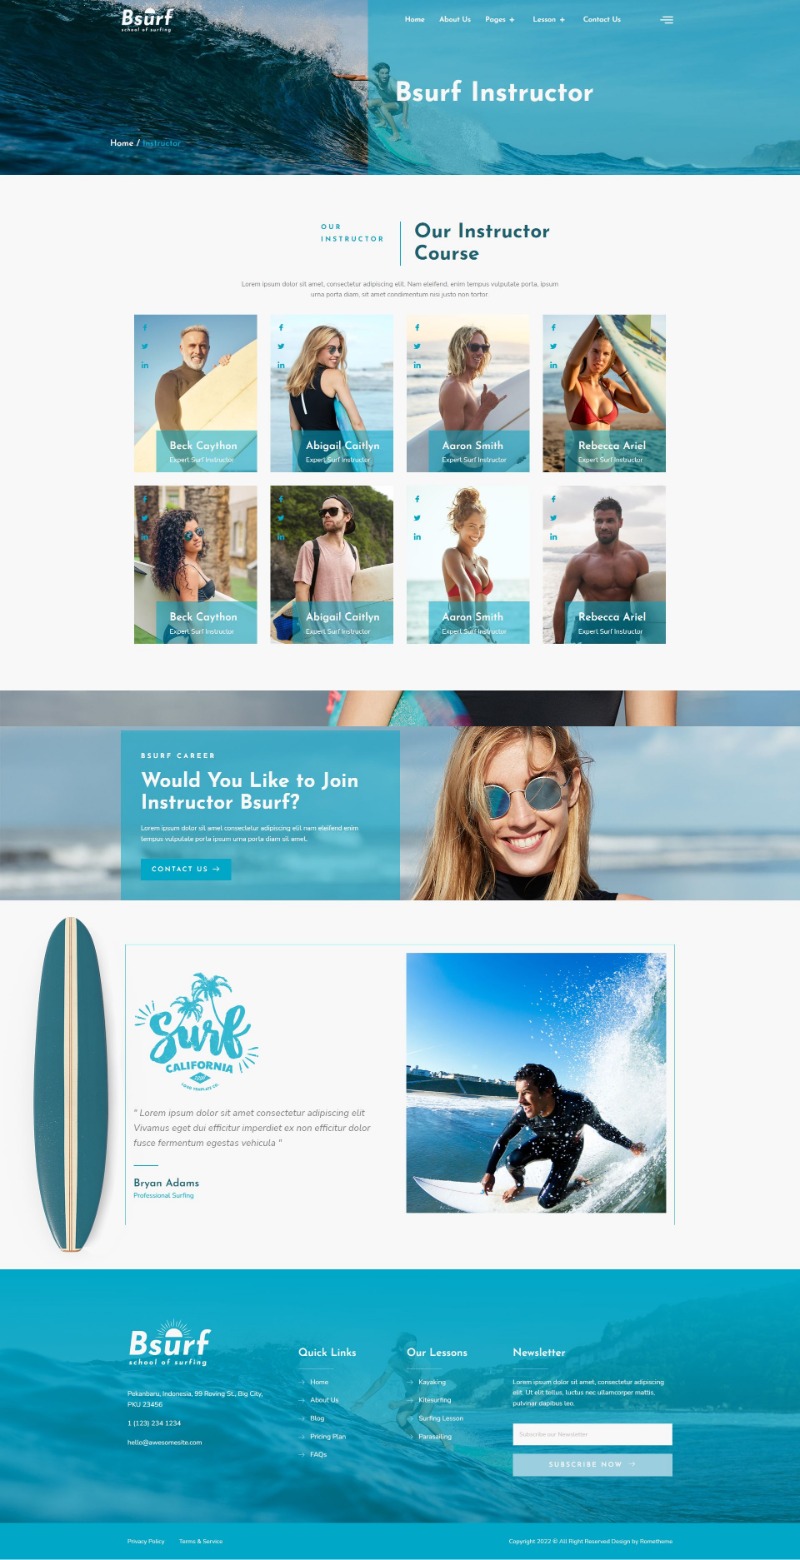 Bsurf
school of surfing
Home About Us Pages + Lesson + Contact Us
Bsurf Instructor
Home / Instructor
OUR
INSTRUCTOR
Our Instructor
Course
Lorem ipsum dolor sit amet, consectetur adipiscing elit. Nam eleifend, enim tempus vulputate porta, ipsum
urna porta diam, sit amet condimentum nisi justo non tortor.
Beck Caython
Expert Surf Instructor
Abigail Caitlyn
Expert Surf Instructor
Aaron Smith
Expert Surf Instructor
Rebecca Ariel
Expert Surf Instructor
Beck Caython
Expert Surf Instructor
Abigail Caitlyn
Expert Surf Instructor
Aaron Smith
Expert Surf Instructor
Rebecca Ariel
Expert Surf Instructor
BSURF CAREER
Would You Like to Join
Instructor Bsurf?
Lorem ipsum dolor sit amet consectetur adipiscing elit nam eleifend enim
tempus vulputate porta ipsum urna porta diam sit amet.
CONTACT US →
Surf
CALIFORNIA
" Lorem ipsum dolor sit amet consectetur adipiscing elit
Vivamus eget dui efficitur imperdiet ex non efficitur dolor
fusce fermentum egestas vehicula "
Bryan Adams
Professional Surfing
Bsurf
school of surfing
Pekanbaru, Indonesia, 99 Roving St., Big City,
PKU 23456
1 (123) 234 1234
hello@awesomesite.com
Quick Links
→ Home
→ About Us
→ Blog
→ Pricing Plan
→ FAQs
Our Lessons
→ Kayaking
→ Kitesurfing
→ Surfing Lesson
→ Parasailing
Newsletter
Lorem ipsum dolor sit amet, consectetur adipiscing
elit. Ut elit tellus, luctus nec ullamcorper mattis,
pulvinar dapibus leo.
Subscribe our Newsletter
SUBSCRIBE NOW →
Privacy Policy Terms & Service
Copyright 2022 © All Right Reserved Design by Rometheme